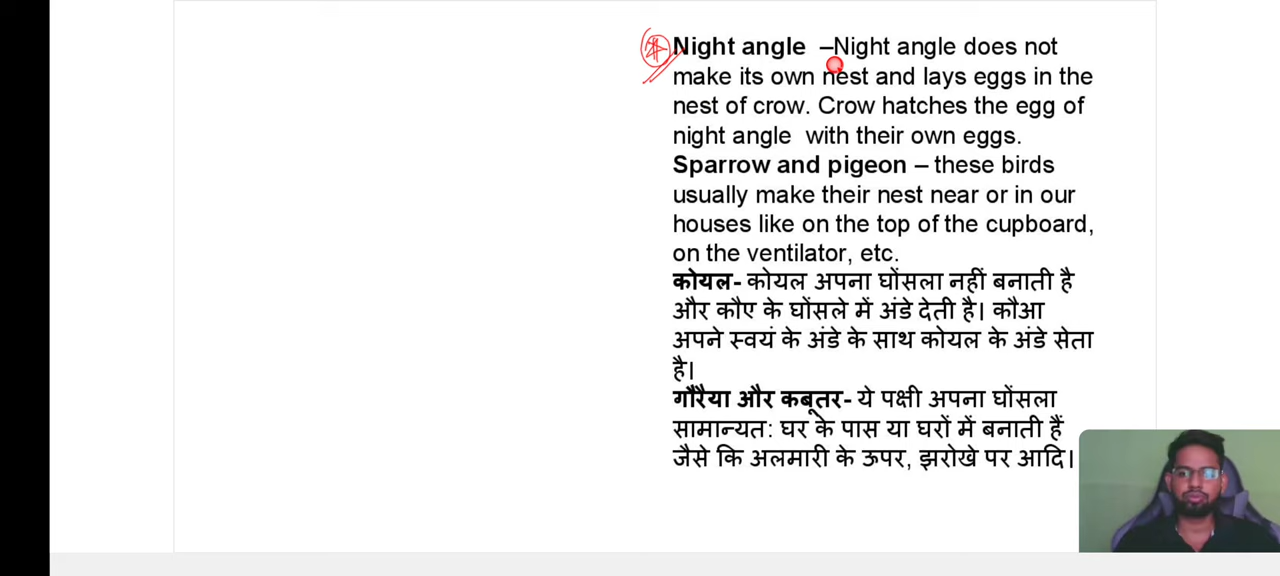 Night angle –Night angle does not
make its own nest and lays eggs in the
nest of crow. Crow hatches the egg of
night angle with their own eggs.
Sparrow and pigeon – these birds
usually make their nest near or in our
houses like on the top of the cupboard,
on the ventilator, etc.
कोयल- कोयल अपना घोंसला नहीं बनाती है
और कौए के घोंसले में अंडे देती है। कौआ
अपने स्वयं के अंडे के साथ कोयल के अंडे सेता
है।
गौरैया और कबूतर- ये पक्षी अपना घोंसला
सामान्यत: घर के पास या घरों में बनाती हैं
जैसे कि अलमारी के ऊपर, झरोखे पर आदि।